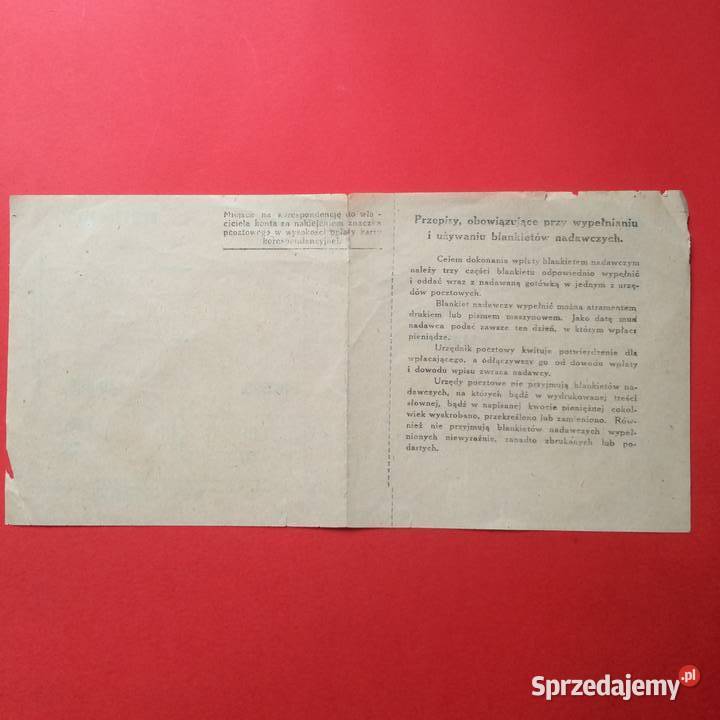 Miejsce na korespondencję do wła-
ściciela konta za naklejeniem znaczka
pocztowego w wysokości opłaty karty
korespondencyjnej.
Przepisy, obowiązujące przy wypełnianiu
i używaniu blankietów nadawczych.
Celem dokonania wpłaty blankietem nadawczym
należy trzy części blankietu odpowiednio wypełnić
i oddać wraz z nadawaną gotówką w jednym z urzę-
dów pocztowych.
Blankiet nadawczy wypełnić można atramentem
drukiem lub pismem maszynowem. Jako datę musi
nadawca podać zawsze ten dzień, w którym wpłaca
pieniądze.
Urzędnik pocztowy kwituje potwierdzenie dla
wpłacającego, a odłączywszy go od dowodu wpłaty
i dowodu wpisu zwraca nadawcy.
Urzędy pocztowe nie przyjmują blankietów na-
dawczych, na których bądź w wydrukowanej treści
słownej, bądź w napisanej kwocie pieniężnej cokol-
wiek wyskrobano, przekreślono lub zamieniono. Rów-
nież nie przyjmują blankietów nadawczych wypeł-
nionych niewyraźnie, zanadto zbrukanych lub po-
dartych.
Sprzedajemy.pl